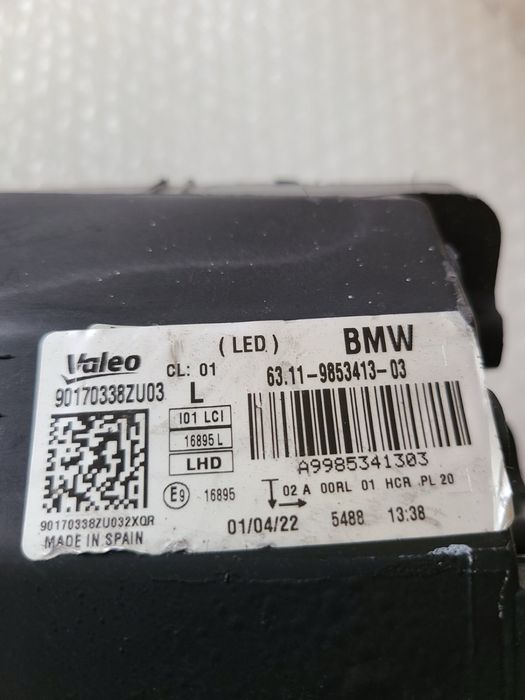 (LED)
BMW
Valeo
CL: 01
63.11-9853413-03
90170338ZU03
L
I01 LCI
16895 L
LHD
A9985341303
E9 16895
02 A 00RL 01 HCR PL 20
90170338ZU032XQR
01/04/22 5488 13:38
MADE IN SPAIN